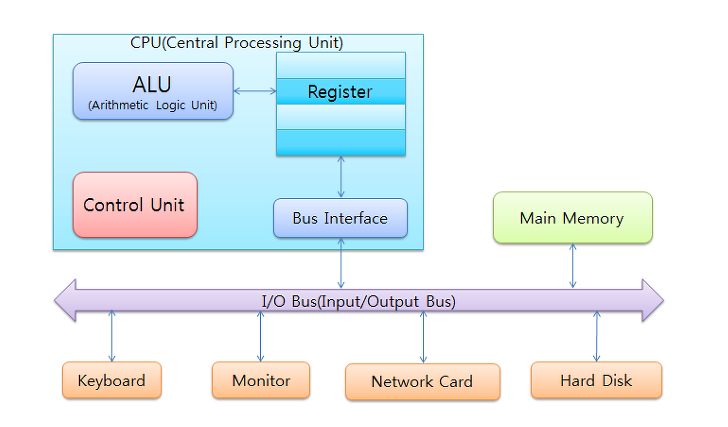 CPU(Central Processing Unit)
ALU
(Arithmetic Logic Unit)
Register
Control Unit
Bus Interface
Main Memory
I/O Bus(Input/Output Bus)
Keyboard
Monitor
Network Card
Hard Disk